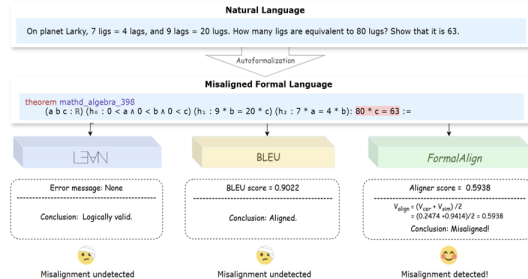 Natural Language
On planet Larky, 7 ligs = 4 lags, and 9 lags = 20 lugs. How many ligs are equivalent to 80 lugs? Show that it is 63.
Autoformalization
Misaligned Formal Language
theorem mathd_algebra_398
(a b c : ℝ) (h₀ : 0 < a ∧ 0 < b ∧ 0 < c) (h₁ : 9 * b = 20 * c) (h₂ : 7 * a = 4 * b): 80 * c = 63 :=
L∃∀N
BLEU
FormalAlign
Error message: None
Conclusion: Logically valid.
BLEU score = 0.9022
Conclusion: Aligned.
Aligner score = 0.5938
V_align = (V_cer + V_sim) /2
= (0.2474 +0.9414)/2 = 0.5938
Conclusion: Misaligned!
Misalignment undetected
Misalignment undetected
Misalignment detected!